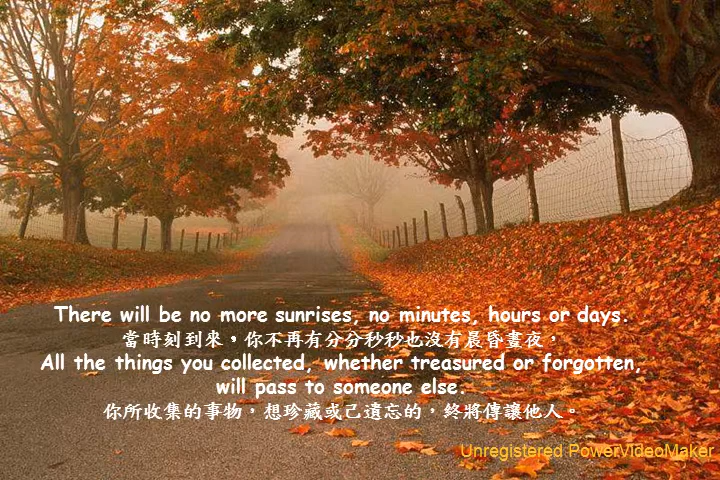 There will be no more sunrises, no minutes, hours or days.
當時刻到來，你不再有分分秒秒也沒有晨昏晝夜，
All the things you collected, whether treasured or forgotten,
will pass to someone else.
你所收集的事物，想珍藏或己遺忘的，終將傳讓他人。
Unregistered PowerVideoMaker